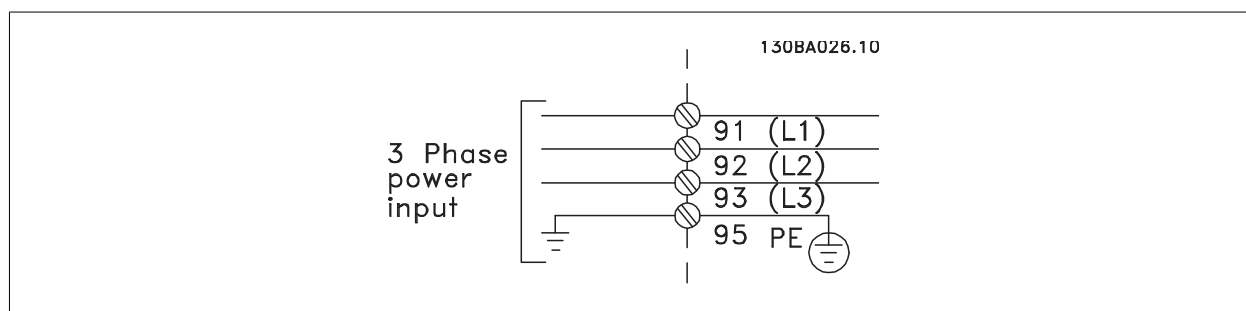 130BA026.10
91 (L1)
3 Phase
power
input
92 (L2)
93 (L3)
95 PE